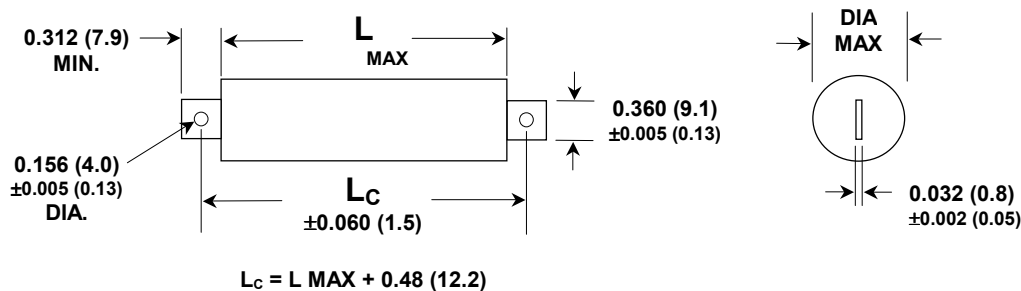 0.312 (7.9)
MIN.
L
MAX
DIA
MAX
0.360 (9.1)
±0.005 (0.13)
0.156 (4.0)
±0.005 (0.13)
DIA.
LC
±0.060 (1.5)
0.032 (0.8)
±0.002 (0.05)
LC = L MAX + 0.48 (12.2)